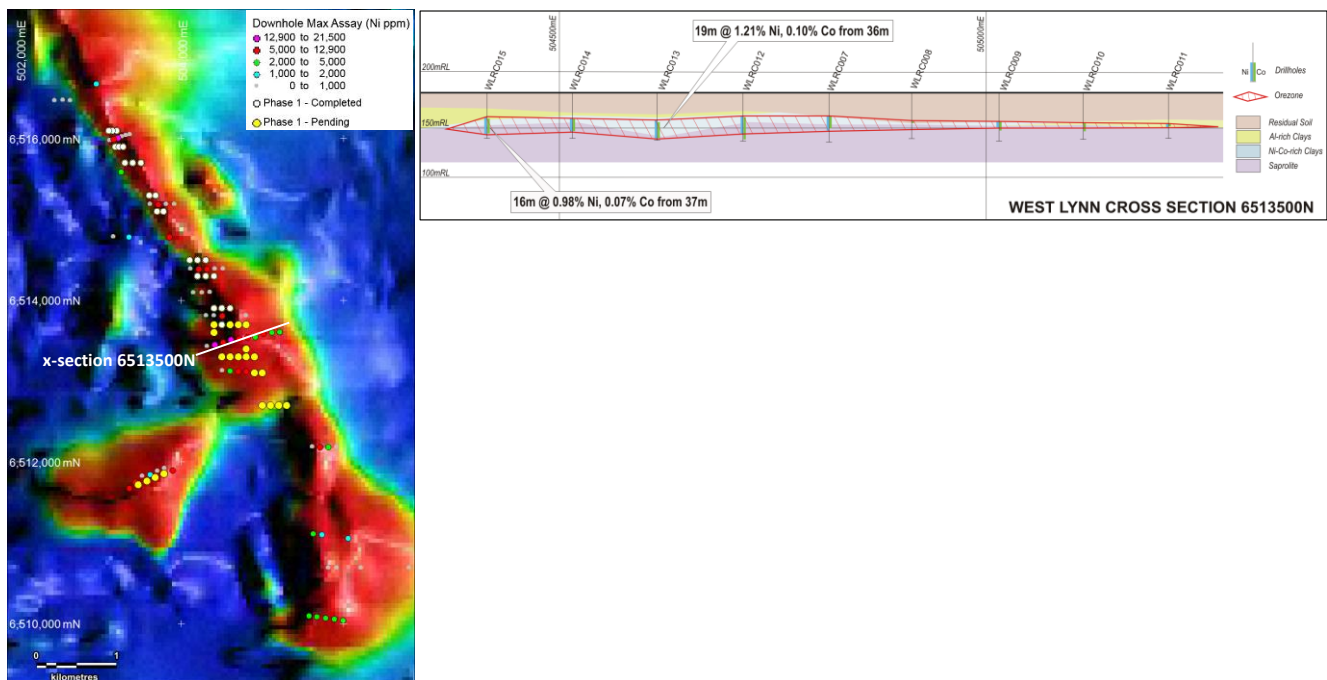 502,000 mE
Downhole Max Assay (Ni ppm)
12,900 to 21,500
5,000 to 12,900
2,000 to 5,000
1,000 to 2,000
0 to 1,000
Phase 1 - Completed
Phase 1 - Pending
6,516,000 mN
6,514,000 mN
x-section 6513500N
6,512,000 mN
6,510,000 mN
0 1
kilometres
504500mE
505000mE
19m @ 1.21% Ni, 0.10% Co from 36m
WLRC015
WLRC014
WLRC013
WLRC012
WLRC007
WLRC008
WLRC009
WLRC010
WLRC011
200mRL
150mRL
100mRL
16m @ 0.98% Ni, 0.07% Co from 37m
WEST LYNN CROSS SECTION 6513500N
Ni Co Drillholes
Orezone
Residual Soil
Al-rich Clays
Ni-Co-rich Clays
Saprolite